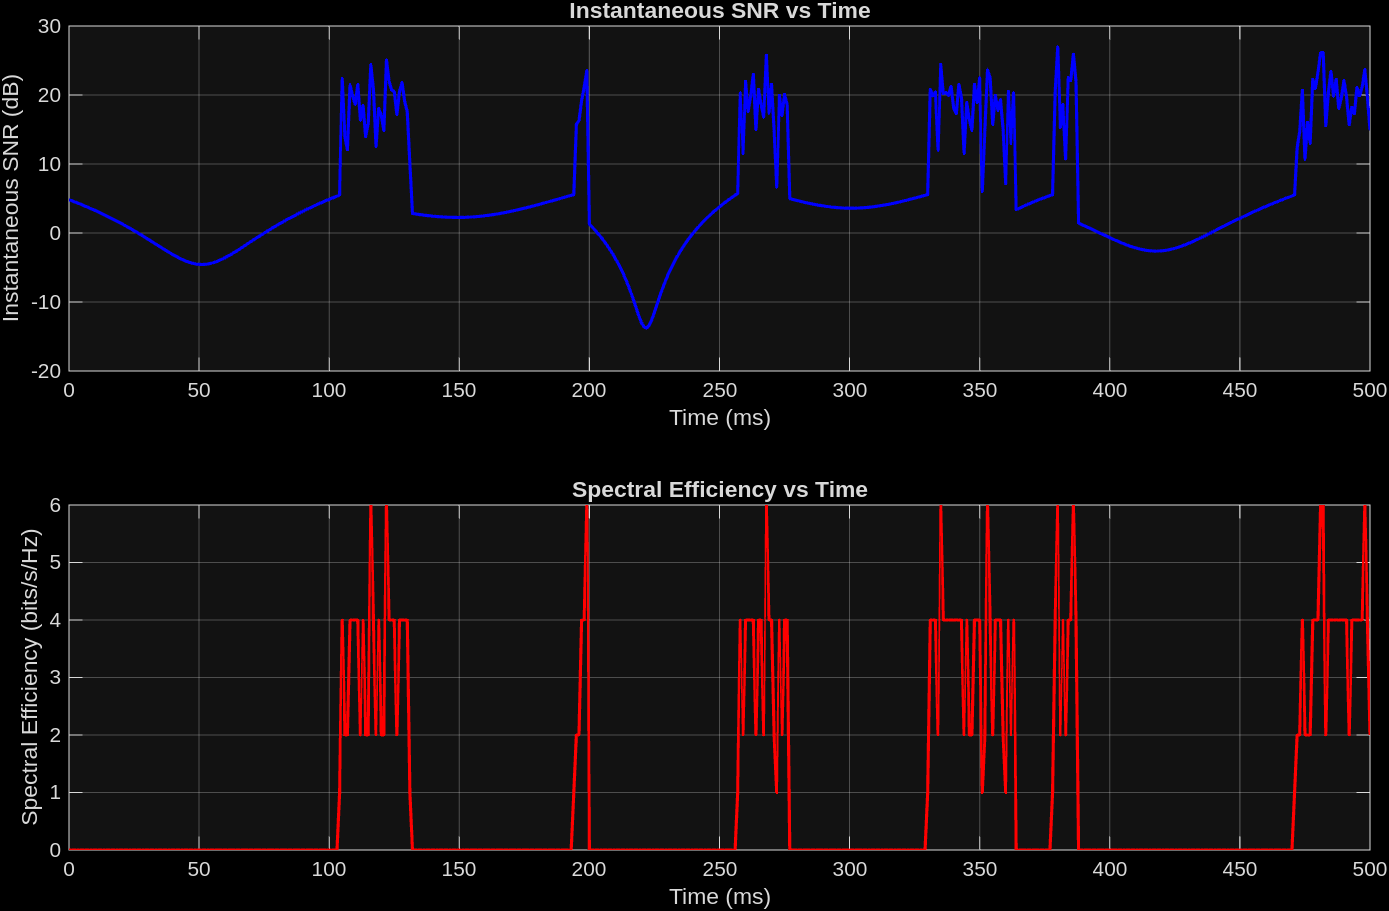 Instantaneous SNR vs Time
Instantaneous SNR (dB)
30
20
10
0
-10
-20
0 50 100 150 200 250 300 350 400 450 500
Time (ms)
Spectral Efficiency vs Time
Spectral Efficiency (bits/s/Hz)
6
5
4
3
2
1
0
0 50 100 150 200 250 300 350 400 450 500
Time (ms)